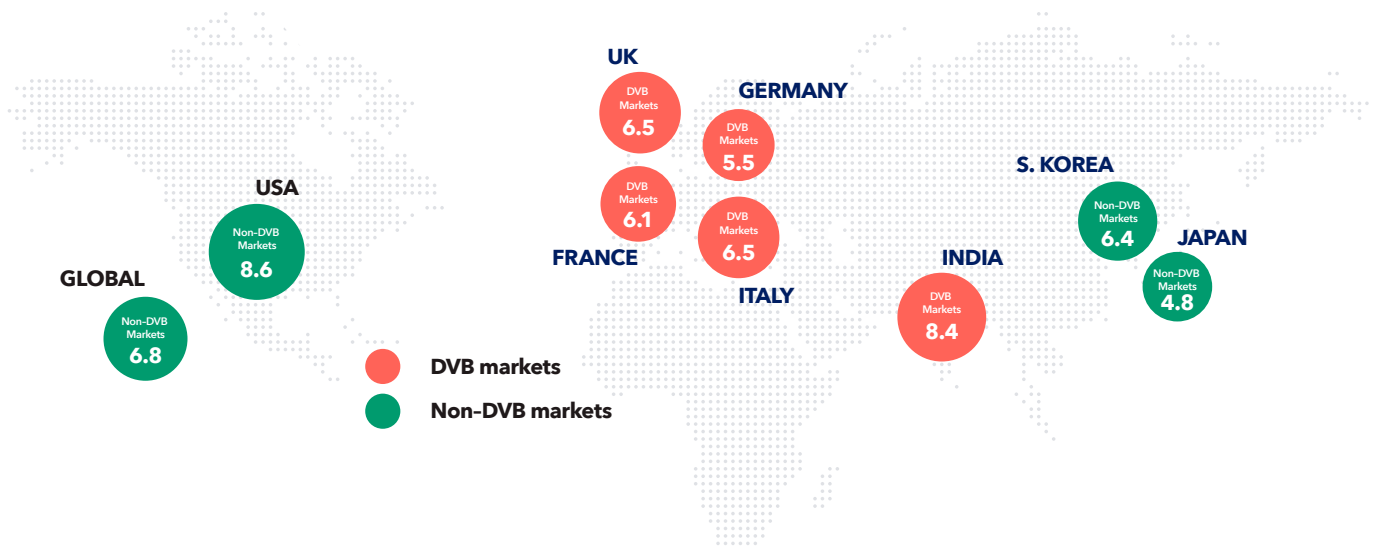 UK
DVB
Markets
6.5
GERMANY
DVB
Markets
5.5
S. KOREA
Non-DVB
Markets
6.4
USA
Non-DVB
Markets
8.6
DVB
Markets
6.1
FRANCE
DVB
Markets
6.5
ITALY
JAPAN
Non-DVB
Markets
4.8
INDIA
DVB
Markets
8.4
GLOBAL
Non-DVB
Markets
6.8
DVB markets
Non-DVB markets